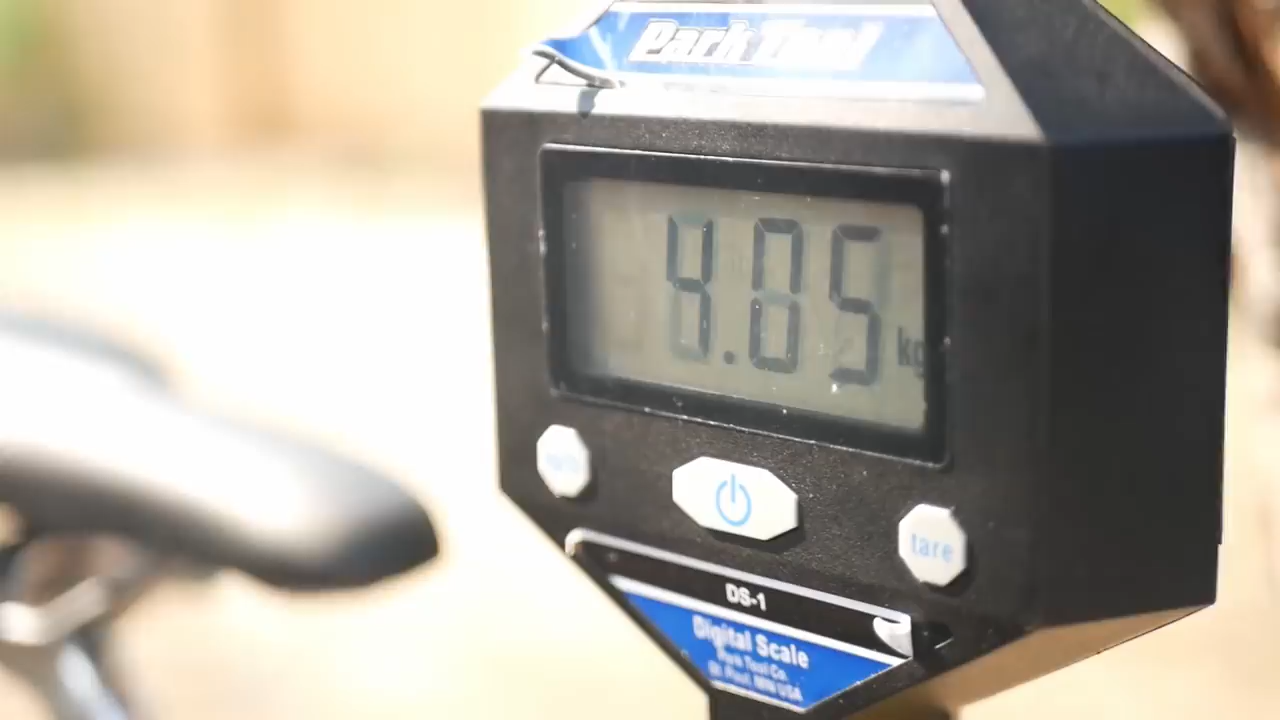 Park Tool
4.05
kg
tare
DS-1
Digital Scale
Park Tool Co.
St. Paul, MN USA